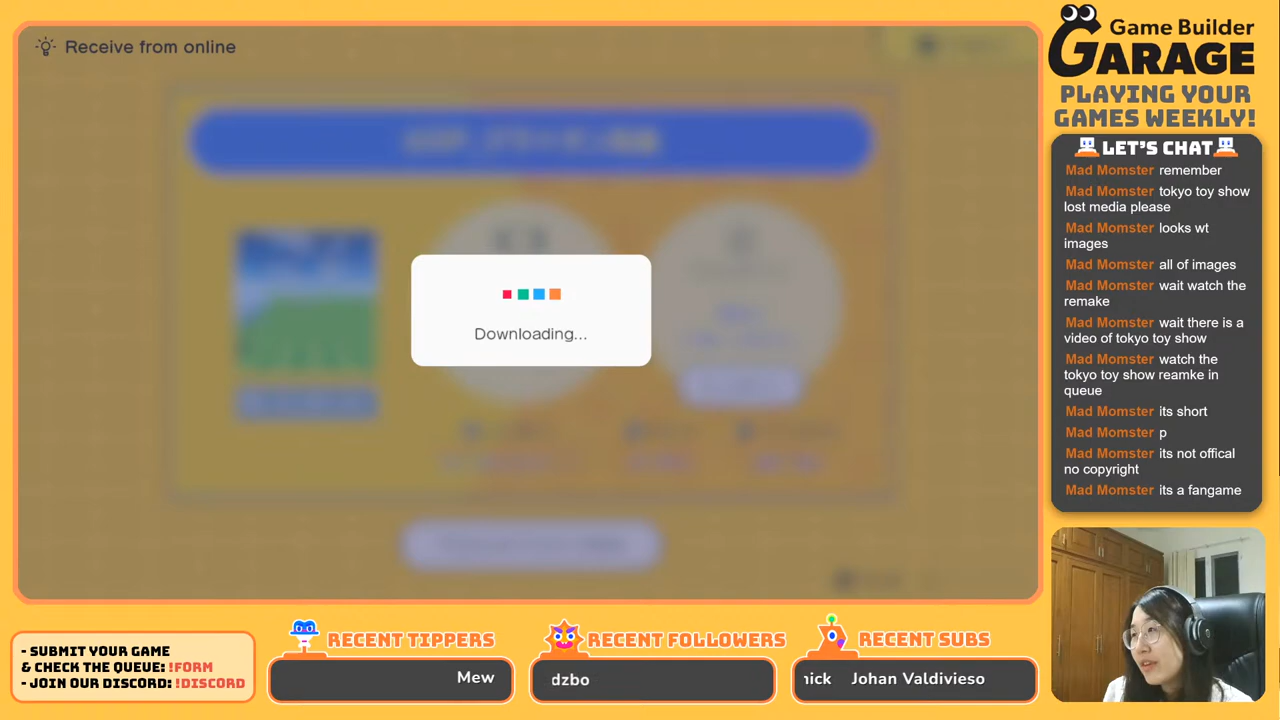 Receive from online
Downloading...
Game Builder
GARAGE
PLAYING YOUR
GAMES WEEKLY!
LET'S CHAT
Mad Momster remember
Mad Momster tokyo toy show
lost media please
Mad Momster looks wt
images
Mad Momster all of images
Mad Momster wait watch the
remake
Mad Momster wait there is a
video of tokyo toy show
Mad Momster watch the
tokyo toy show reamke in
queue
Mad Momster its short
Mad Momster p
Mad Momster its not offical
no copyright
Mad Momster its a fangame
- SUBMIT YOUR GAME
& CHECK THE QUEUE: !FORM
- JOIN OUR DISCORD: !DISCORD
RECENT TIPPERS
Mew
RECENT FOLLOWERS
dzbo
RECENT SUBS
nick Johan Valdivieso